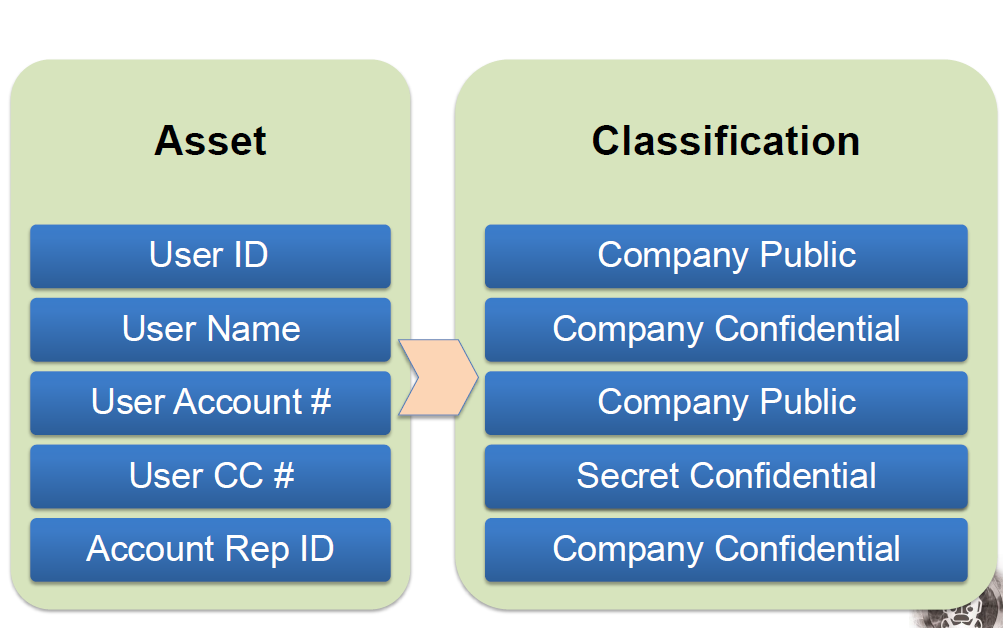 Asset
User ID
User Name
User Account #
User CC #
Account Rep ID
Classification
Company Public
Company Confidential
Company Public
Secret Confidential
Company Confidential